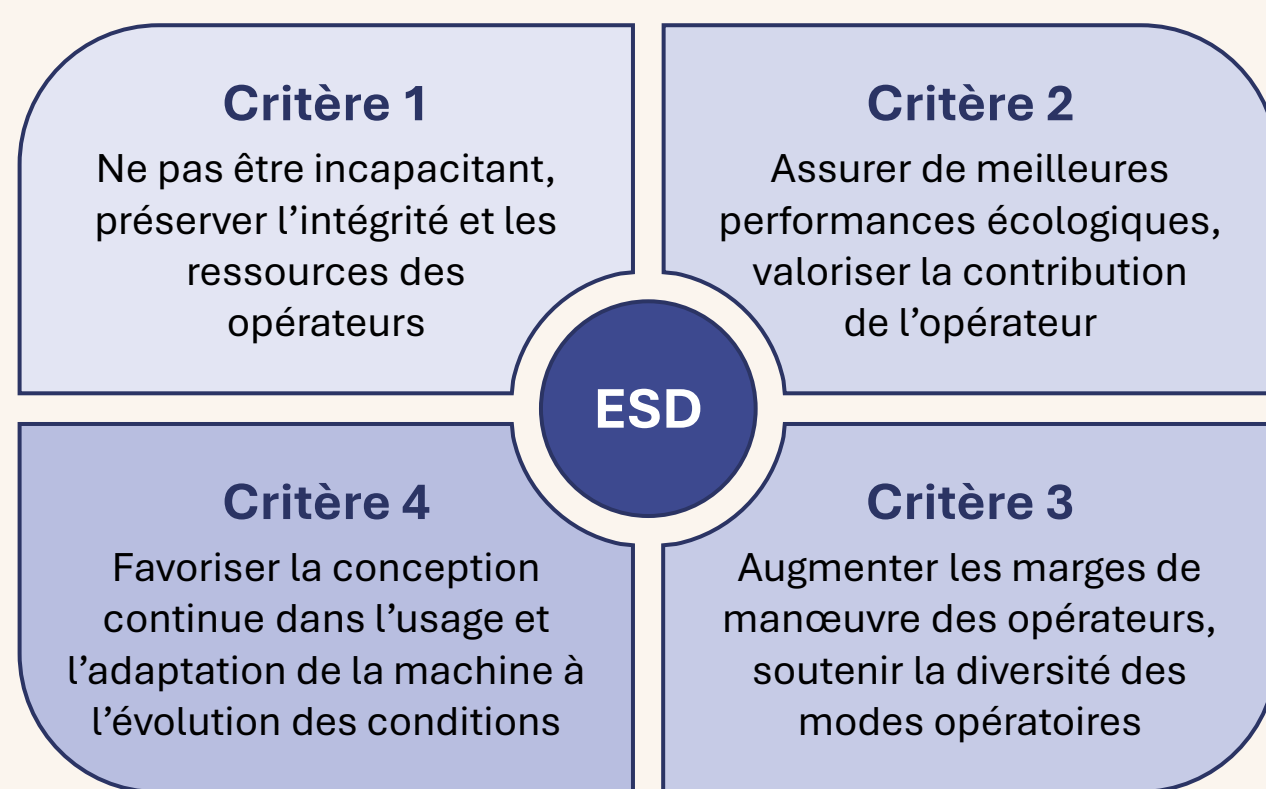 Critère 1
Ne pas être incapacitant,
préserver l’intégrité et les
ressources des
opérateurs
Critère 2
Assurer de meilleures
performances écologiques,
valoriser la contribution
de l’opérateur
ESD
Critère 4
Favoriser la conception
continue dans l’usage et
l’adaptation de la machine à
l’évolution des conditions
Critère 3
Augmenter les marges de
manœuvre des opérateurs,
soutenir la diversité des
modes opératoires